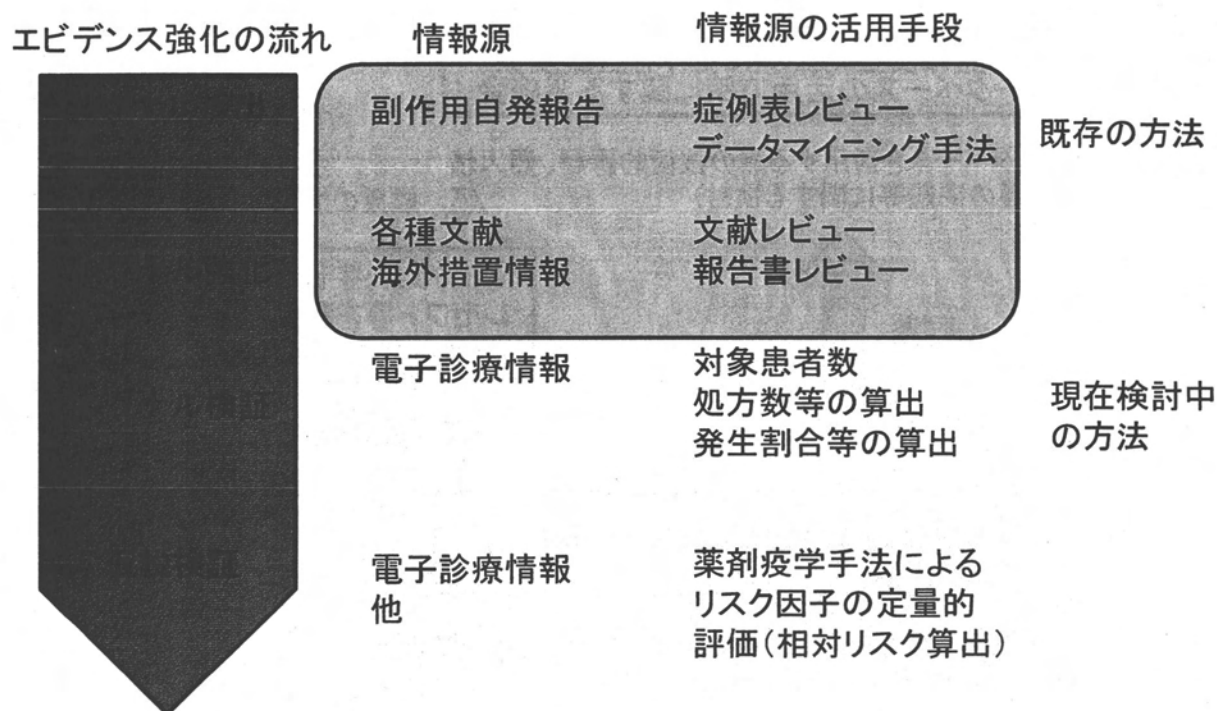 エビデンス強化の流れ
情報源
情報源の活用手段
副作用自発報告
症例表レビュー
データマイニング手法
既存の方法
各種文献
文献レビュー
海外措置情報
報告書レビュー
電子診療情報
対象患者数
処方数等の算出
発生割合等の算出
現在検討中
の方法
電子診療情報
他
薬剤疫学手法による
リスク因子の定量的
評価(相対リスク算出)